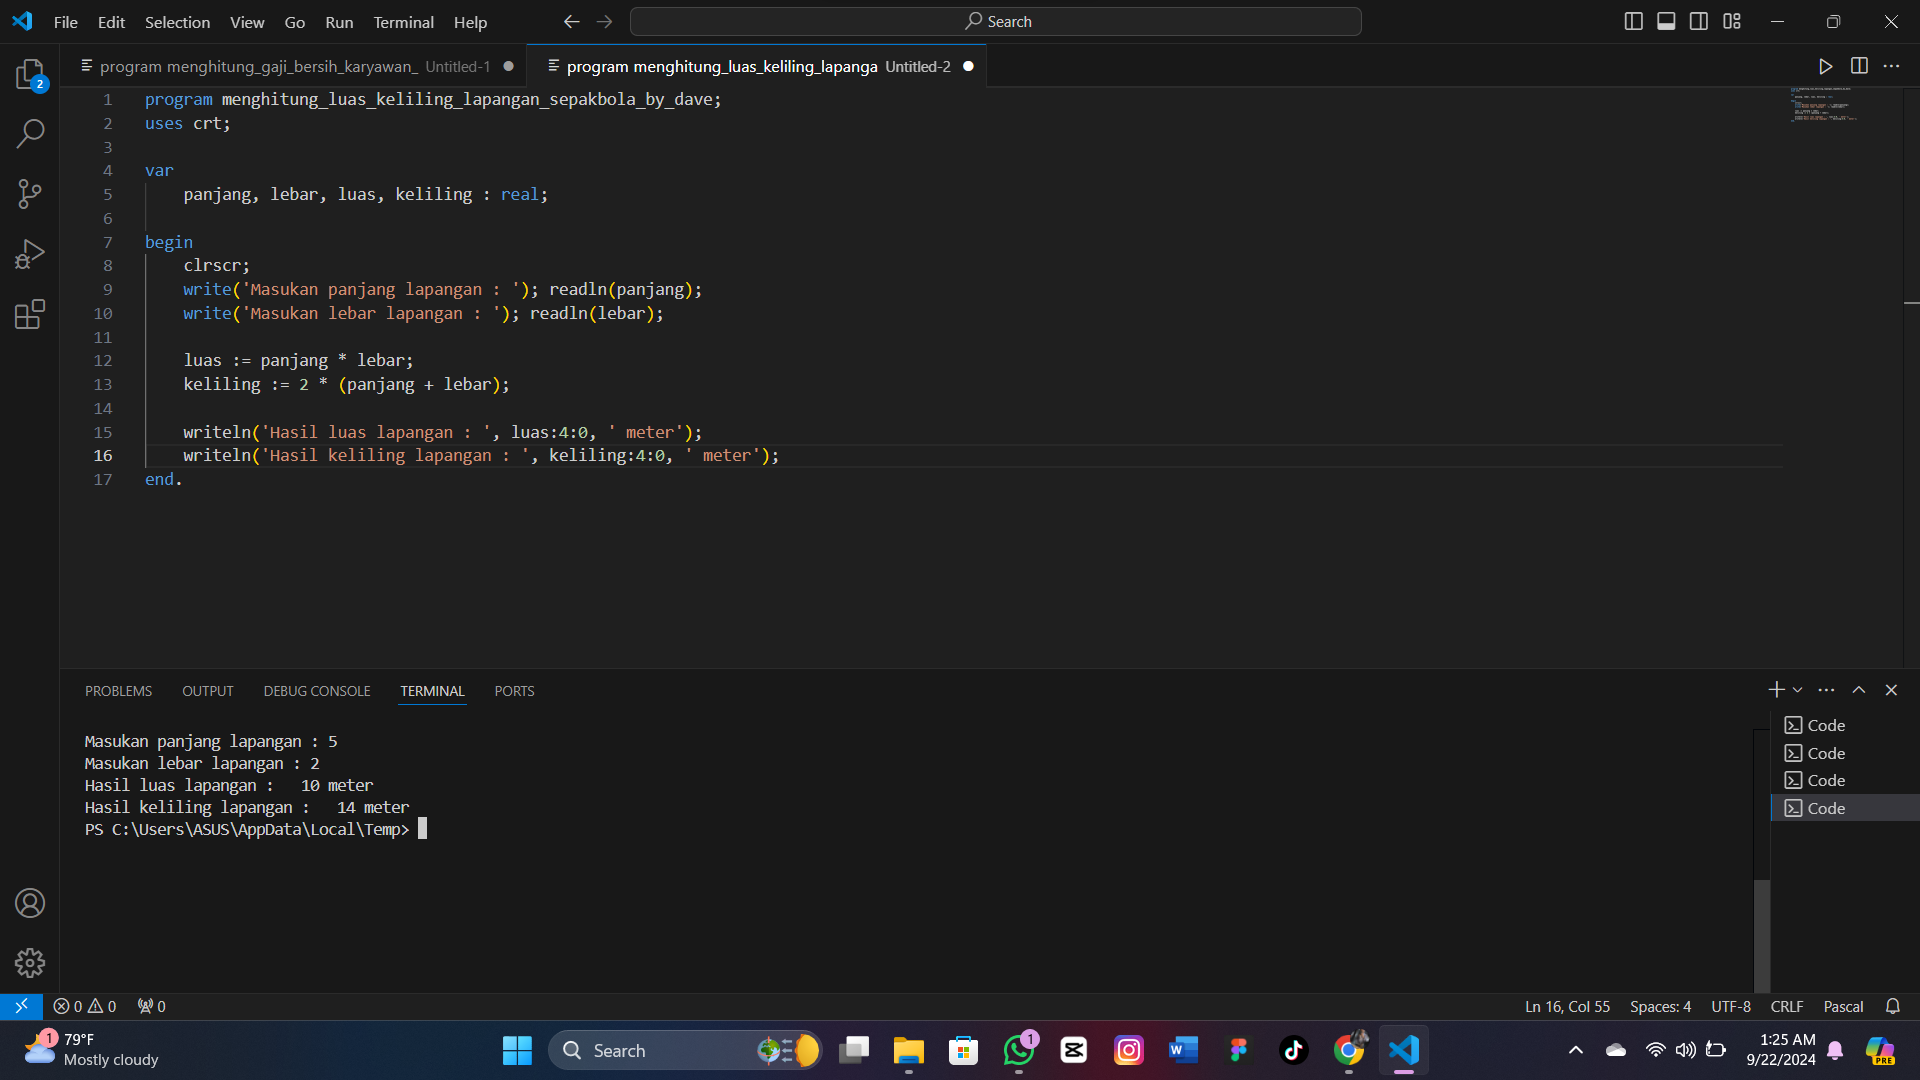 File Edit Selection View Go Run Terminal Help
Search
2
program menghitung_gaji_bersih_karyawan_ Untitled-1
program menghitung_luas_keliling_lapanga Untitled-2
1 program menghitung_luas_keliling_lapangan_sepakbola_by_dave;
2 uses crt;
3
4 var
5 panjang, lebar, luas, keliling : real;
6
7 begin
8 clrscr;
9 write('Masukan panjang lapangan : '); readln(panjang);
10 write('Masukan lebar lapangan : '); readln(lebar);
11
12 luas := panjang * lebar;
13 keliling := 2 * (panjang + lebar);
14
15 writeln('Hasil luas lapangan : ', luas:4:0, ' meter');
16 writeln('Hasil keliling lapangan : ', keliling:4:0, ' meter');
17 end.
PROBLEMS OUTPUT DEBUG CONSOLE TERMINAL PORTS
Masukan panjang lapangan : 5
Masukan lebar lapangan : 2
Hasil luas lapangan :   10 meter
Hasil keliling lapangan :   14 meter
PS C:\Users\ASUS\AppData\Local\Temp>
Code
Code
Code
Code
0 0 0
Ln 16, Col 55 Spaces: 4 UTF-8 CRLF Pascal
1
79°F
Mostly cloudy
Search
1
W
1:25 AM
9/22/2024
PRE